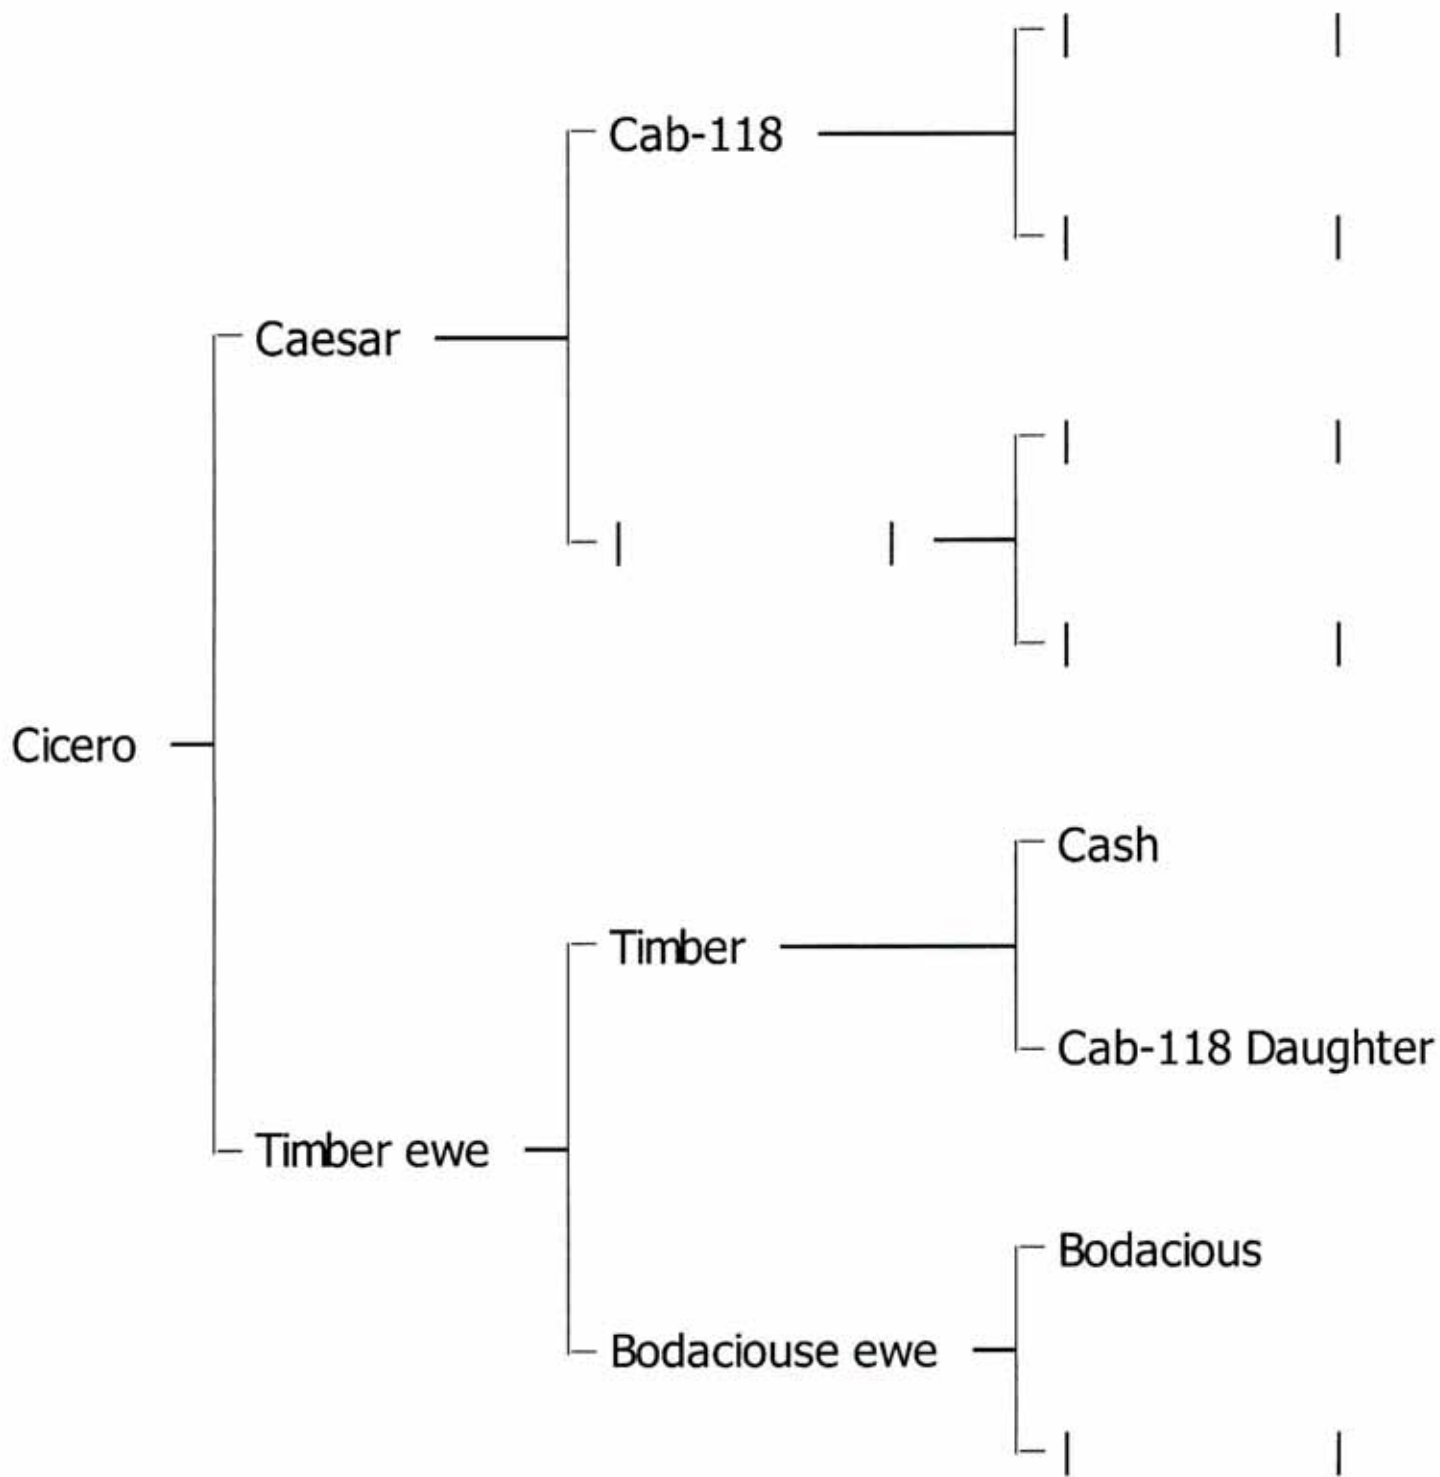 Cab-118
Caesar
Cicero
Cash
Timber
Cab-118 Daughter
Timber ewe
Bodacious
Bodaciouse ewe